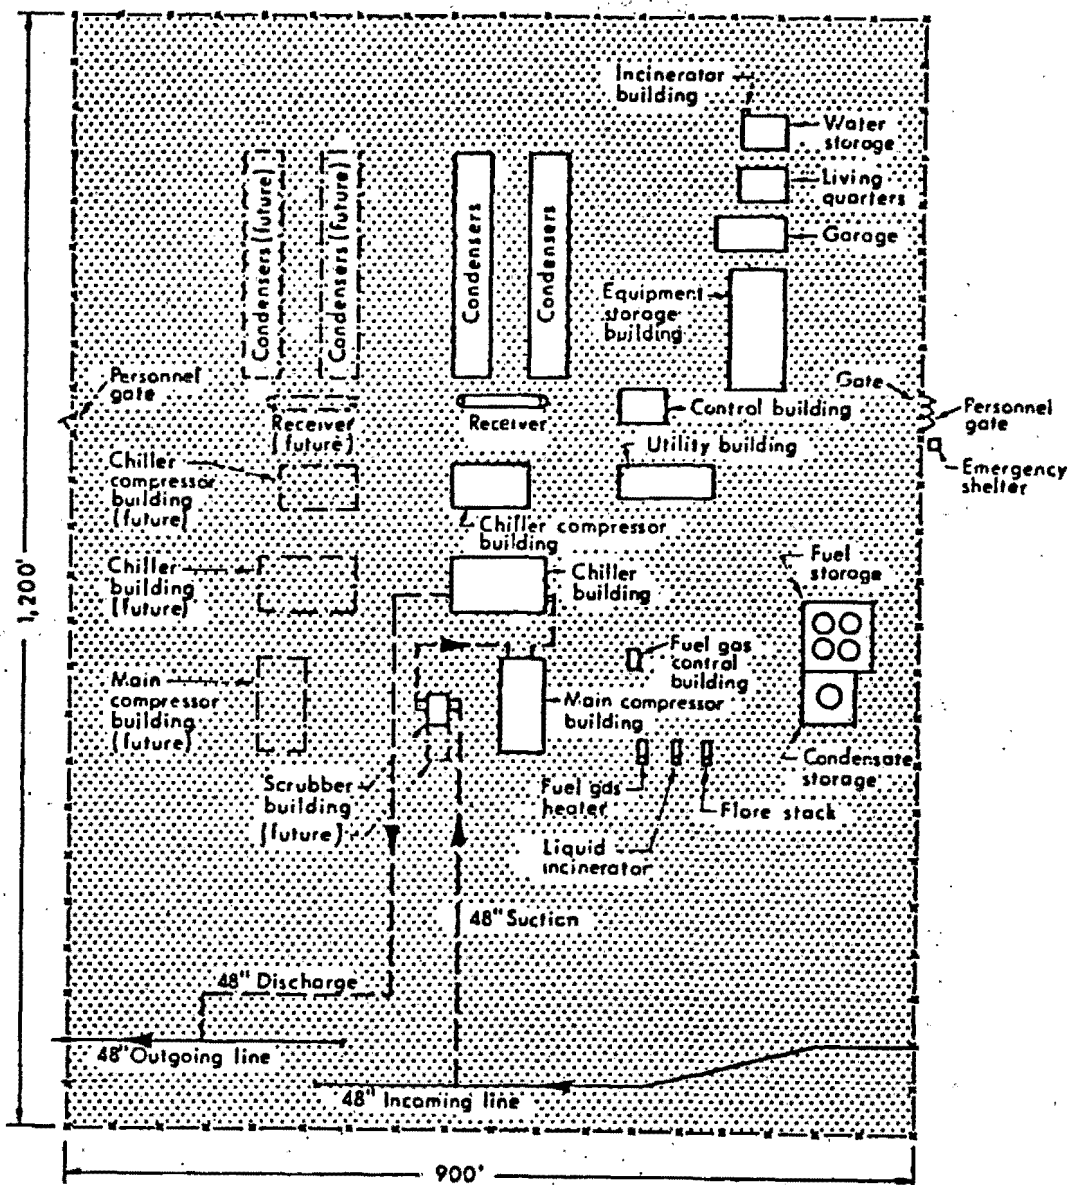 Incinerator
building
Water
storage
Living
quarters
Garage
Condensers (future)
Condensers (future)
Condensers
Condensers
Equipment
storage
building
Personnel
gate
Gate
Receiver
(future)
Receiver
Control building
Personnel
gate
Utility building
Chiller
compressor
building
(future)
Emergency
shelter
Chiller compressor
building
Chiller
building
(future)
Chiller
building
Fuel
storage
1,200'
Fuel gas
control
building
Main
compressor
building
(future)
Main compressor
building
Condensate
storage
Scrubber
building
(future)
Fuel gas
heater
Flore stack
Liquid
incinerator
48" Suction
48" Discharge
48" Outgoing line
48" Incoming line
900'